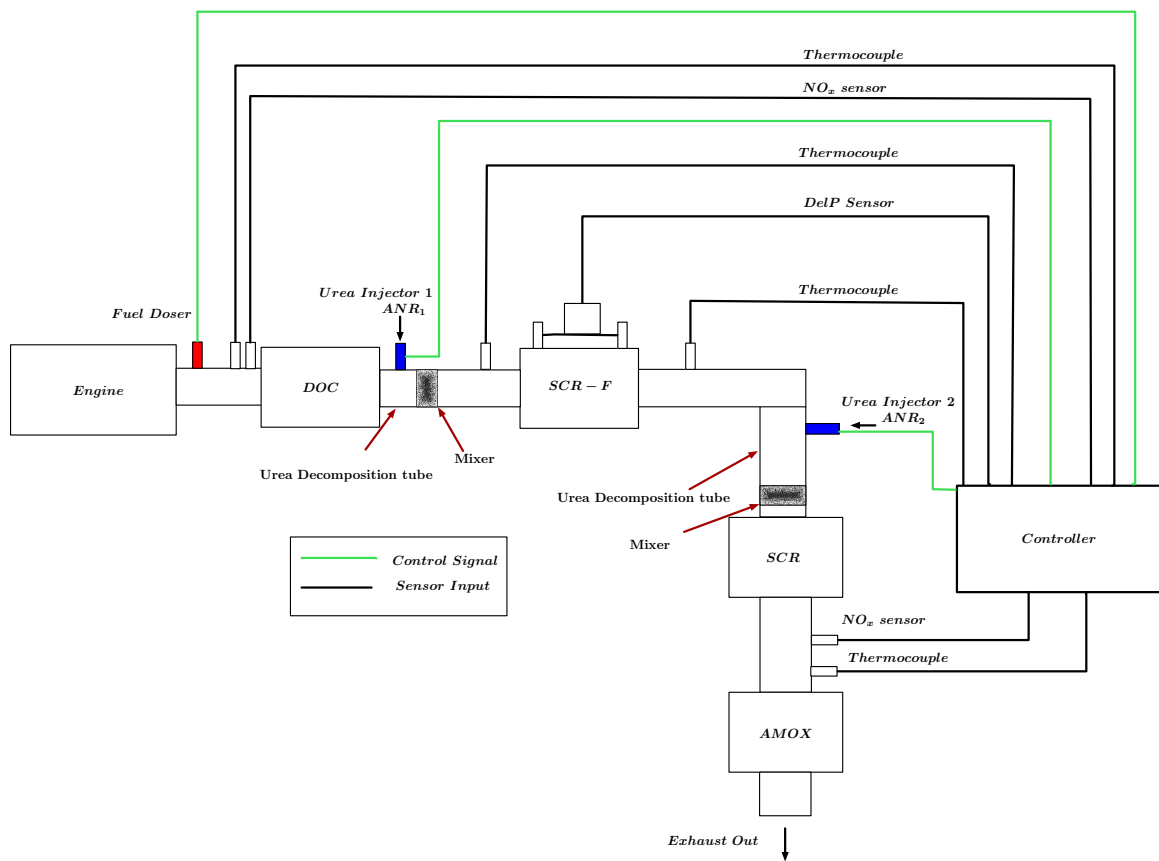 Thermocouple
NOx sensor
Thermocouple
DelP Sensor
Urea Injector 1
ANR1
Thermocouple
Fuel Doser
Engine
DOC
SCR − F
Urea Injector 2
ANR2
Mixer
Urea Decomposition tube
Urea Decomposition tube
Mixer
Controller
Control Signal
Sensor Input
SCR
NOx sensor
Thermocouple
AMOX
Exhaust Out